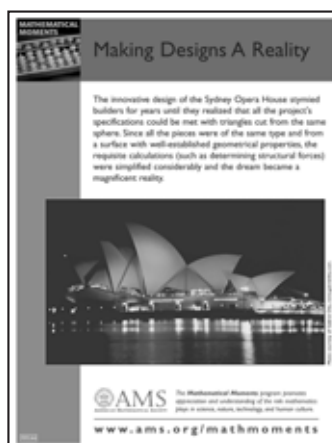 MATHEMATICAL
MOMENTS
Making Designs A Reality
The innovative design of the Sydney Opera House stymied
builders for years until they realized that all the project's
specifications could be met with triangles cut from the same
sphere. Since all the pieces were of the same type and from
a surface with well-established geometrical properties, the
requisite calculations (such as determining structural forces)
were simplified considerably and the dream became a
magnificent reality.
AMS
AMERICAN MATHEMATICAL SOCIETY
The Mathematical Moments program promotes
appreciation and understanding of the role mathematics
plays in science, nature, technology, and human culture.
www.ams.org/mathmoments